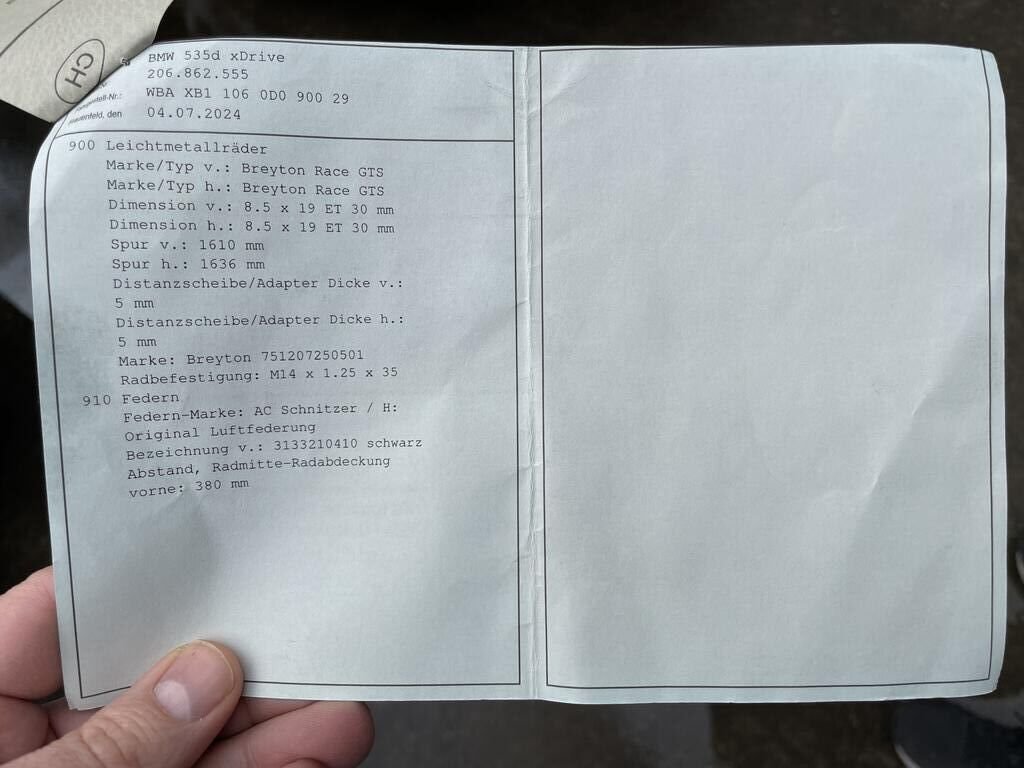 CH
BMW 535d xDrive
206.862.555
WBA XB1 106 0D0 900 29
04.07.2024
900 Leichtmetallräder
Marke/Typ v.: Breyton Race GTS
Marke/Typ h.: Breyton Race GTS
Dimension v.: 8.5 x 19 ET 30 mm
Dimension h.: 8.5 x 19 ET 30 mm
Spur v.: 1610 mm
Spur h.: 1636 mm
Distanzscheibe/Adapter Dicke v.:
5 mm
Distanzscheibe/Adapter Dicke h.:
5 mm
Marke: Breyton 751207250501
Radbefestigung: M14 x 1.25 x 35
910 Federn
Federn-Marke: AC Schnitzer / H:
Original Luftfederung
Bezeichnung v.: 3133210410 schwarz
Abstand, Radmitte-Radabdeckung
vorne: 380 mm